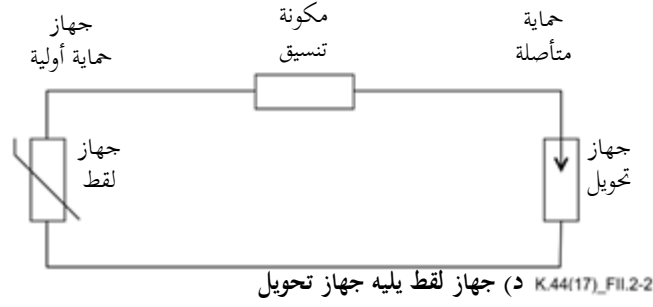 جهاز
حماية أولية
مكونة
تنسيق
حماية
متأصلة
جهاز
لقط
جهاز
تحويل
د) جهاز لقط يليه جهاز تحويل K.44(17)_FII.2-2